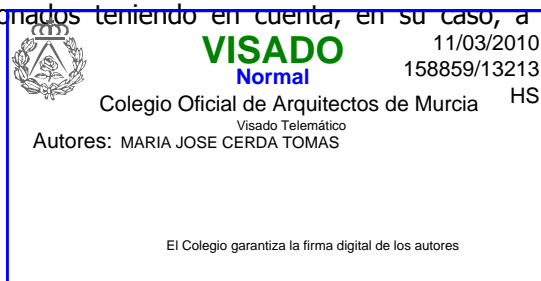 teniendo en cuenta, en su caso, a
VISADO
11/03/2010
Normal
158859/13213
Colegio Oficial de Arquitectos de Murcia
HS
Visado Telemático
Autores: MARIA JOSE CERDA TOMAS
El Colegio garantiza la firma digital de los autores